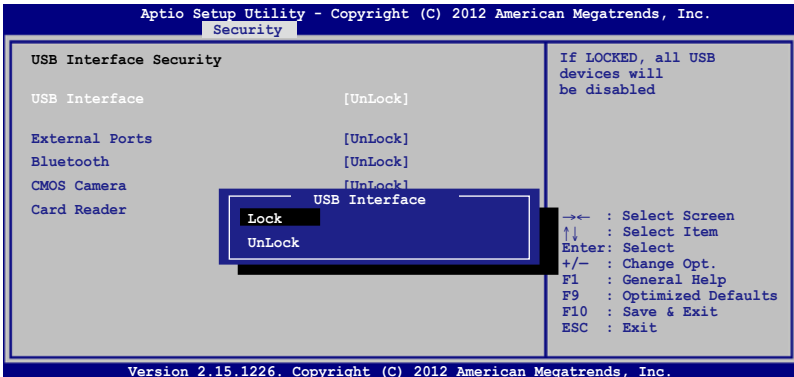 Aptio Setup Utility - Copyright (C) 2012 American Megatrends, Inc.
Security
USB Interface Security
USB Interface [UnLock]
External Ports [UnLock]
Bluetooth [UnLock]
CMOS Camera [UnLock]
Card Reader
USB Interface
Lock
UnLock
If LOCKED, all USB
devices will
be disabled
→← : Select Screen
↑↓ : Select Item
Enter: Select
+/— : Change Opt.
F1 : General Help
F9 : Optimized Defaults
F10 : Save & Exit
ESC : Exit
Version 2.15.1226. Copyright (C) 2012 American Megatrends, Inc.